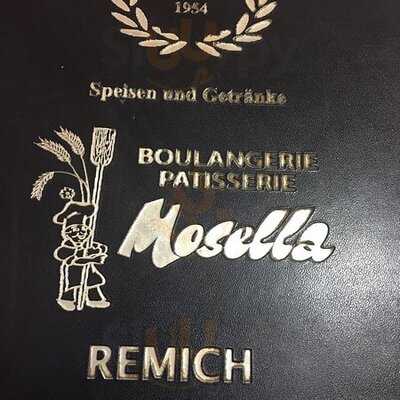 1954
Speisen und Getränke
BOULANGERIE
PATISSERIE
Mosella
REMICH